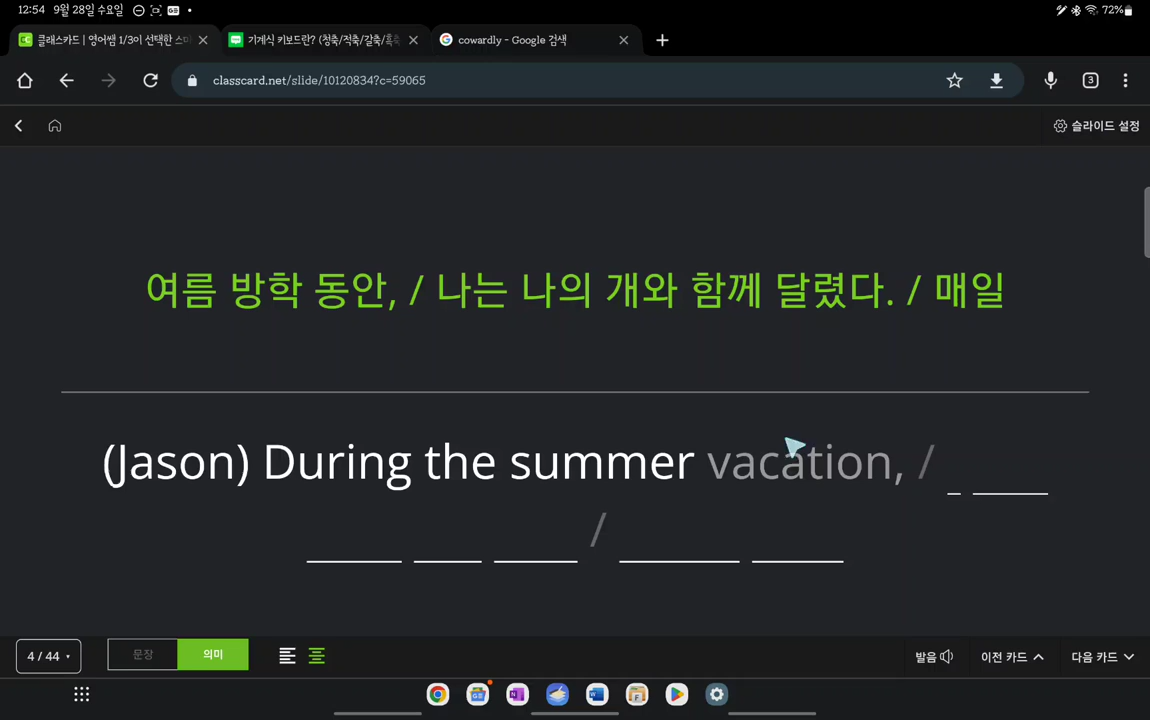 12:54 9월 28일 수요일 72%
클래스카드 | 영어쌤 1/3이 선택한 스마
기계식 키보드란? (청축/적축/갈축/흑축
cowardly - Google 검색
classcard.net/slide/10120834?c=59065
3
슬라이드 설정
여름 방학 동안, / 나는 나의 개와 함께 달렸다. / 매일
(Jason) During the summer vacation, /
/
4 / 44
문장
의미
발음
이전 카드
다음 카드